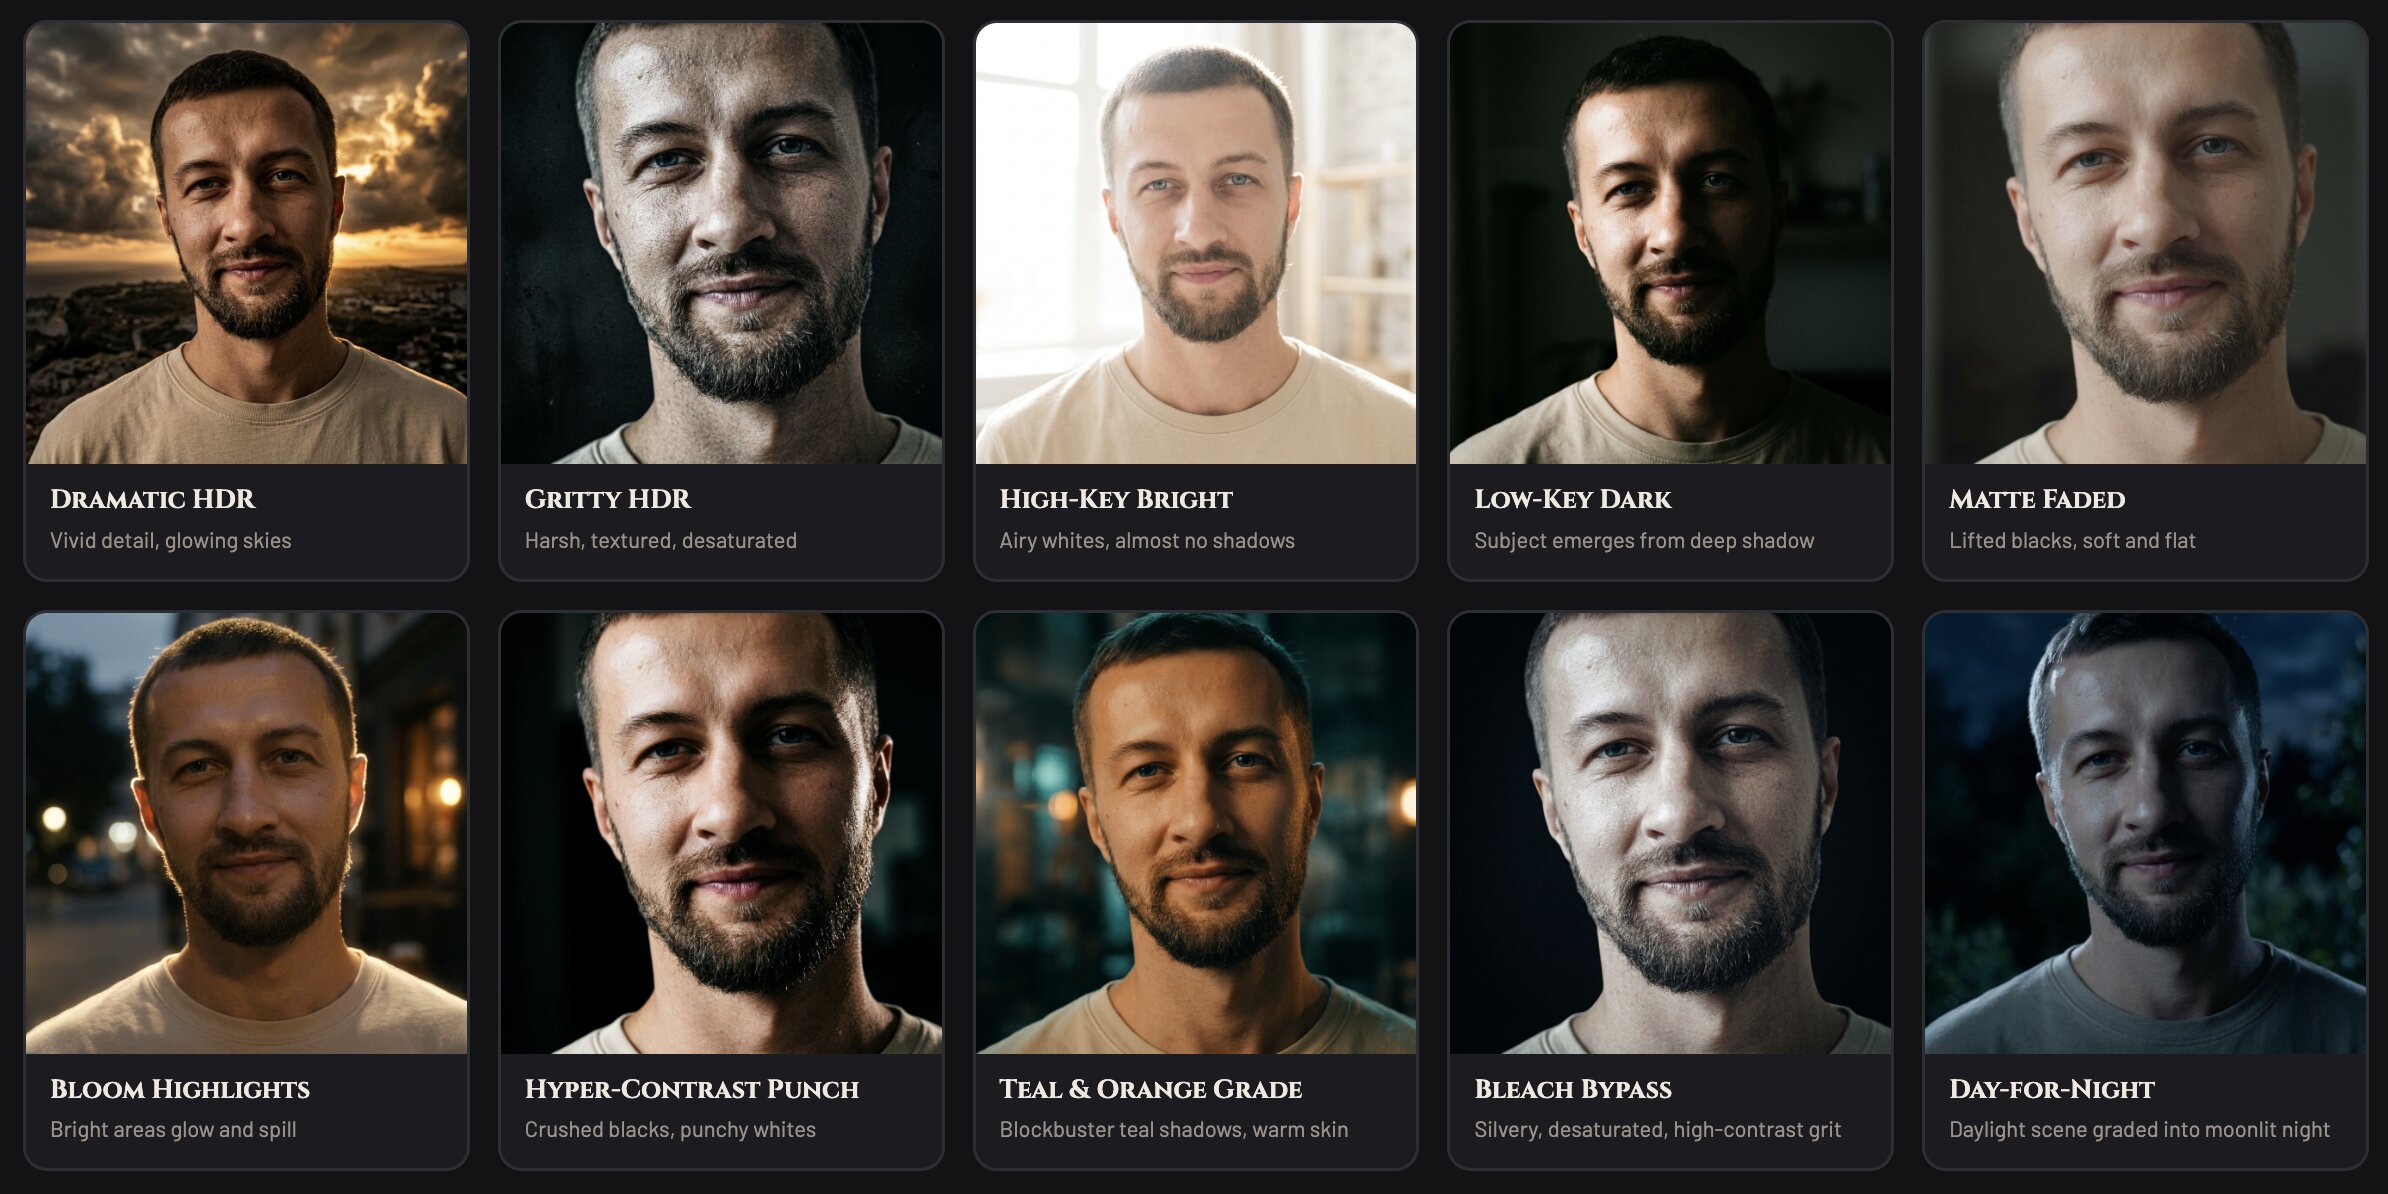 Dramatic HDR
Vivid detail, glowing skies
Gritty HDR
Harsh, textured, desaturated
High-Key Bright
Airy whites, almost no shadows
Low-Key Dark
Subject emerges from deep shadow
Matte Faded
Lifted blacks, soft and flat
Bloom Highlights
Bright areas glow and spill
Hyper-Contrast Punch
Crushed blacks, punchy whites
Teal & Orange Grade
Blockbuster teal shadows, warm skin
Bleach Bypass
Silvery, desaturated, high-contrast grit
Day-for-Night
Daylight scene graded into moonlit night